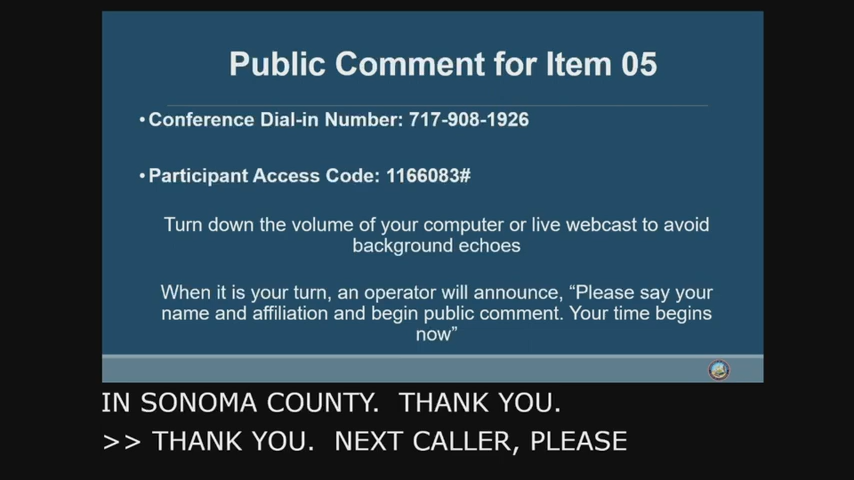 Public Comment for Item 05
•Conference Dial-in Number: 717-908-1926
•Participant Access Code: 1166083#
Turn down the volume of your computer or live webcast to avoid
background echoes
When it is your turn, an operator will announce, “Please say your
name and affiliation and begin public comment. Your time begins
now”
IN SONOMA COUNTY.  THANK YOU.
>> THANK YOU.  NEXT CALLER, PLEASE